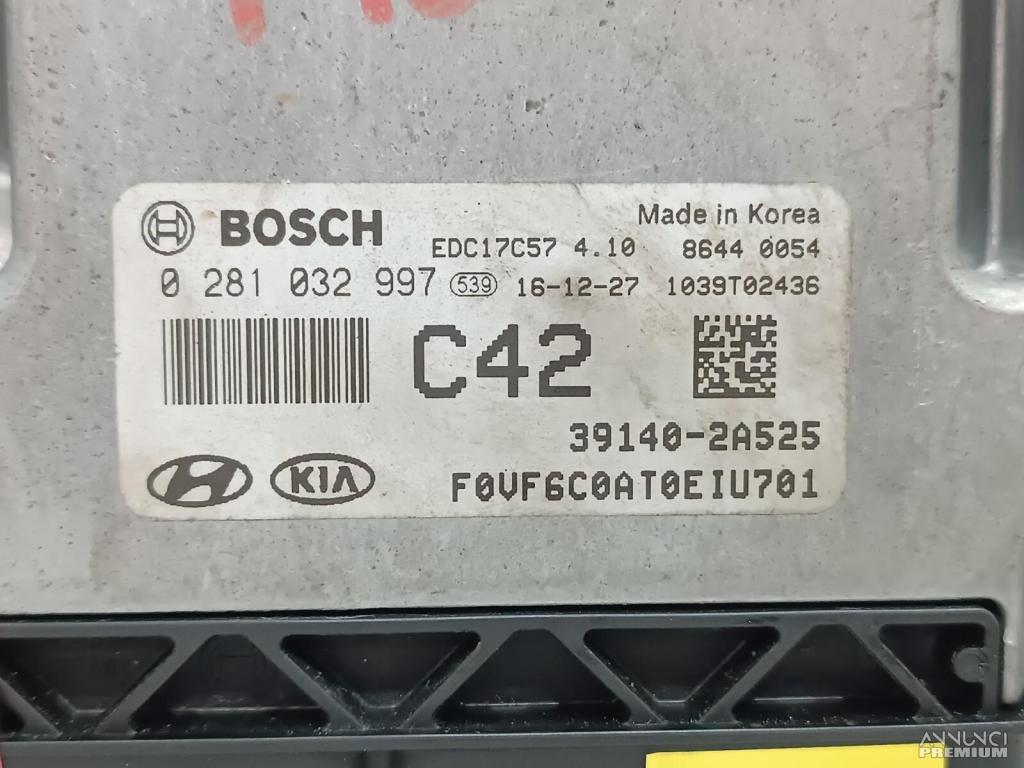 BOSCH
Made in Korea
EDC17C57 4.10 8644 0054
0 281 032 997 539 16-12-27 1039T02436
C42
39140-2A525
KIA
F0VF6C0AT0EIU701
ANNUNCI
PREMIUM